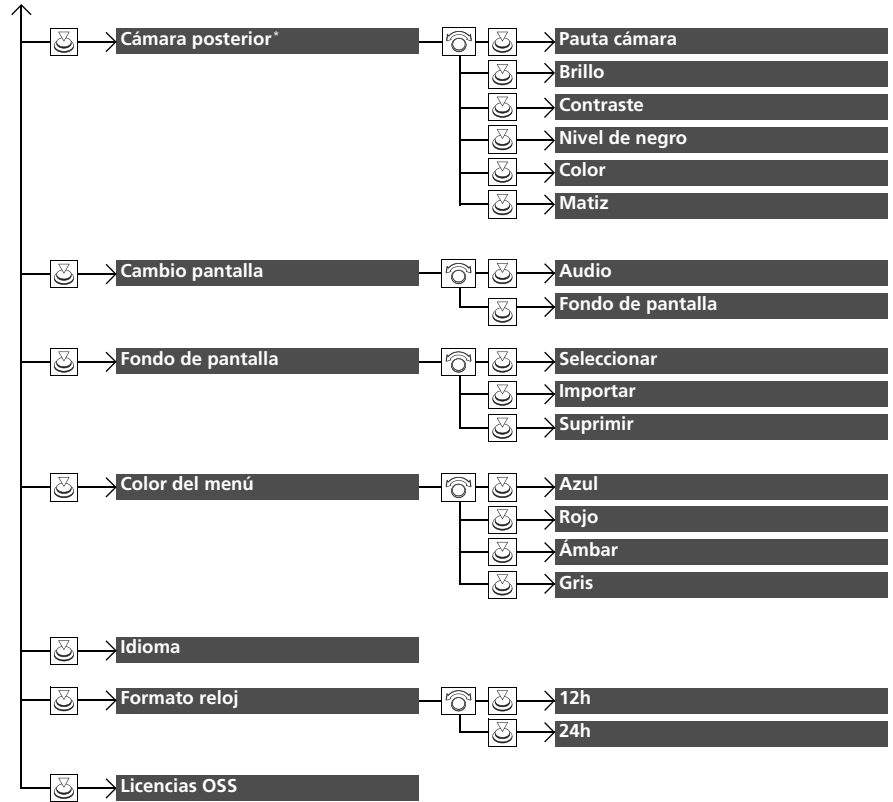 Cámara posterior* Pauta cámara
Brillo
Contraste
Nivel de negro
Color
Matiz
Cambio pantalla Audio
Fondo de pantalla
Fondo de pantalla Seleccionar
Importar
Suprimir
Color del menú Azul
Rojo
Ámbar
Gris
Idioma
Formato reloj 12h
24h
Licencias OSS